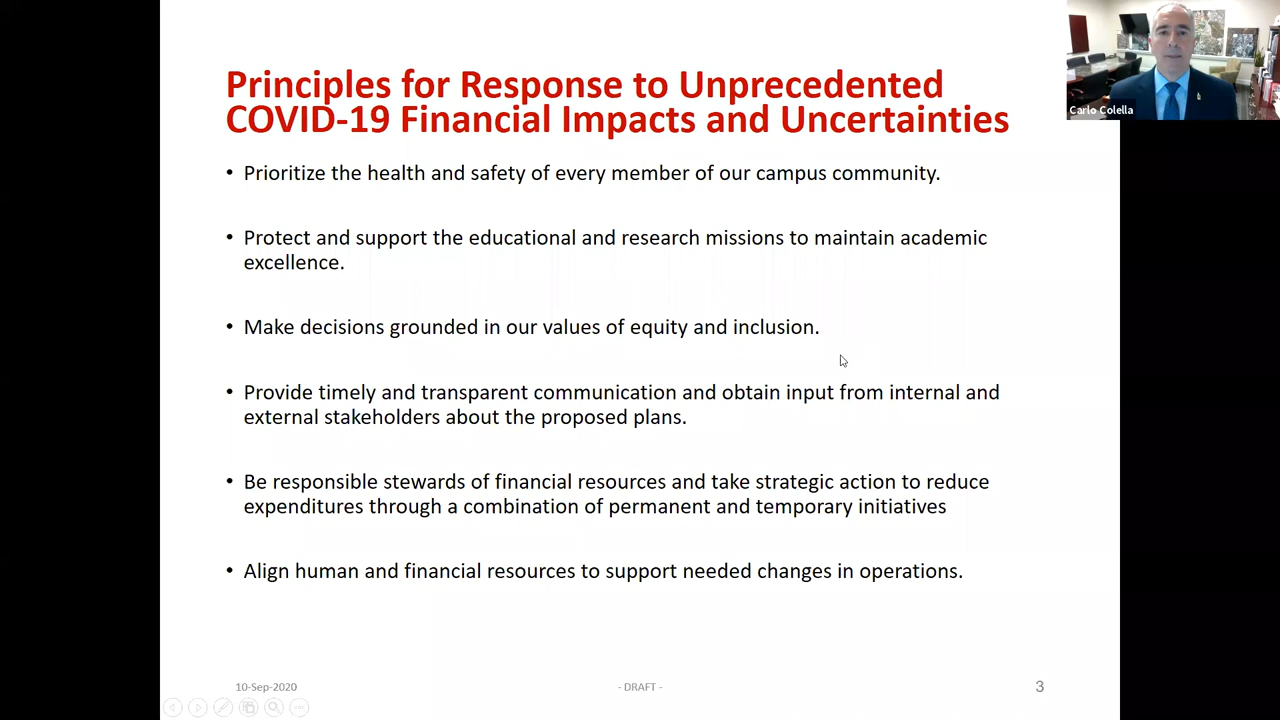 Principles for Response to Unprecedented
COVID-19 Financial Impacts and Uncertainties
• Prioritize the health and safety of every member of our campus community.
• Protect and support the educational and research missions to maintain academic
excellence.
• Make decisions grounded in our values of equity and inclusion.
• Provide timely and transparent communication and obtain input from internal and
external stakeholders about the proposed plans.
• Be responsible stewards of financial resources and take strategic action to reduce
expenditures through a combination of permanent and temporary initiatives
• Align human and financial resources to support needed changes in operations.
10-Sep-2020
- DRAFT -
3
Carlo Colella